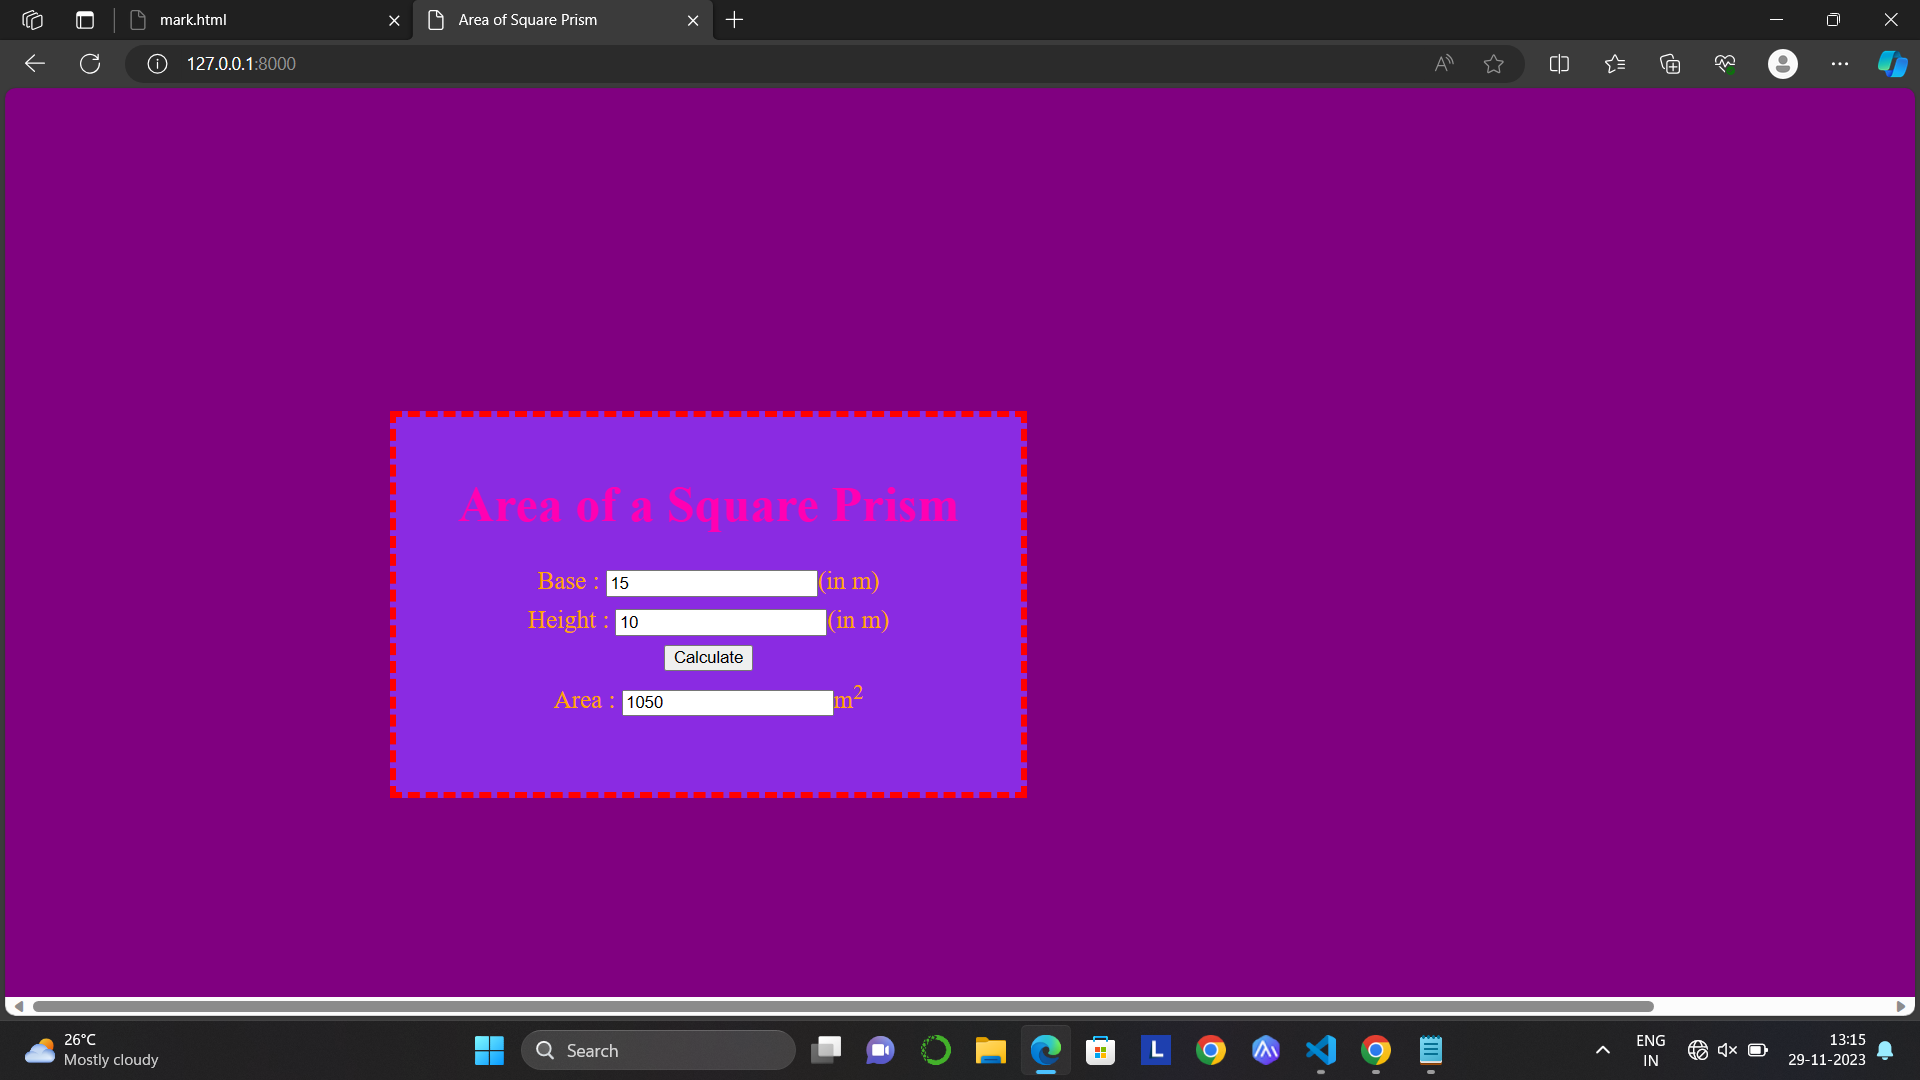 mark.html
Area of Square Prism
127.0.0.1:8000
Area of a Square Prism
Base : 15 (in m)
Height : 10 (in m)
Calculate
Area : 1050 m²
26°C
Mostly cloudy
Search
L
ENG
IN
13:15
29-11-2023